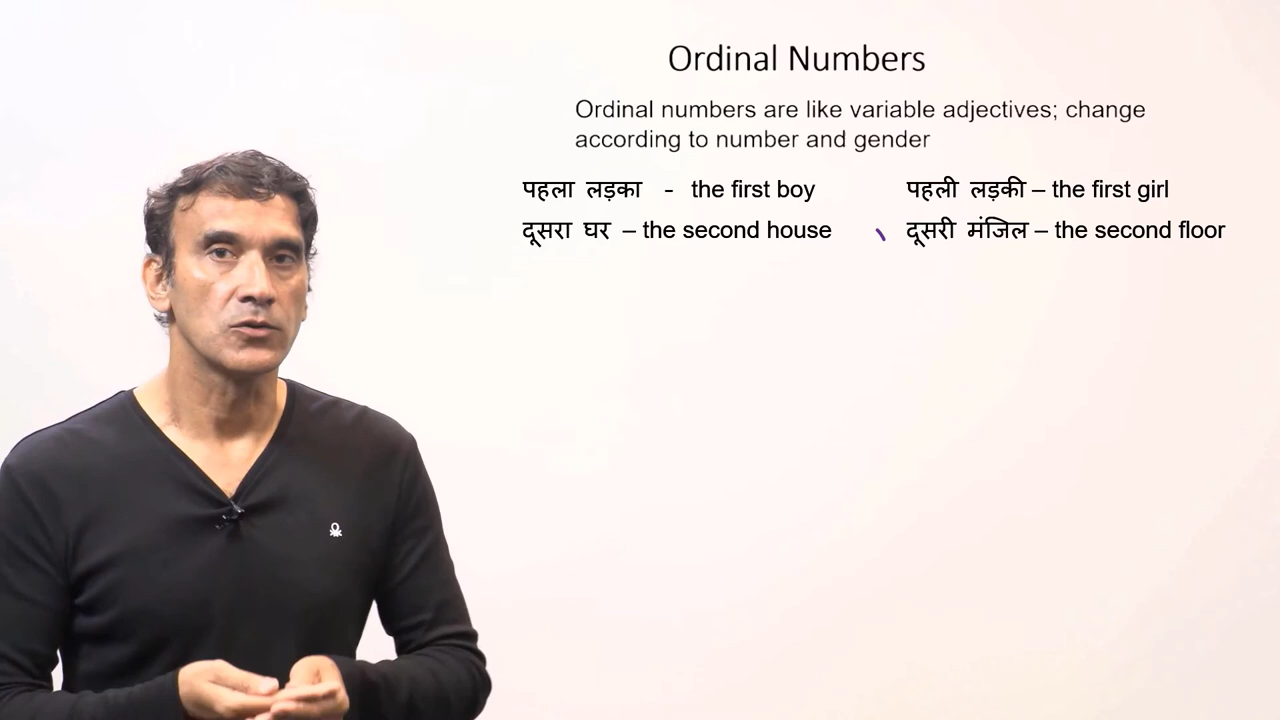 Ordinal Numbers
Ordinal numbers are like variable adjectives; change
according to number and gender
पहला लड़का - the first boy
पहली लड़की – the first girl
दूसरा घर – the second house
दूसरी मंजिल – the second floor